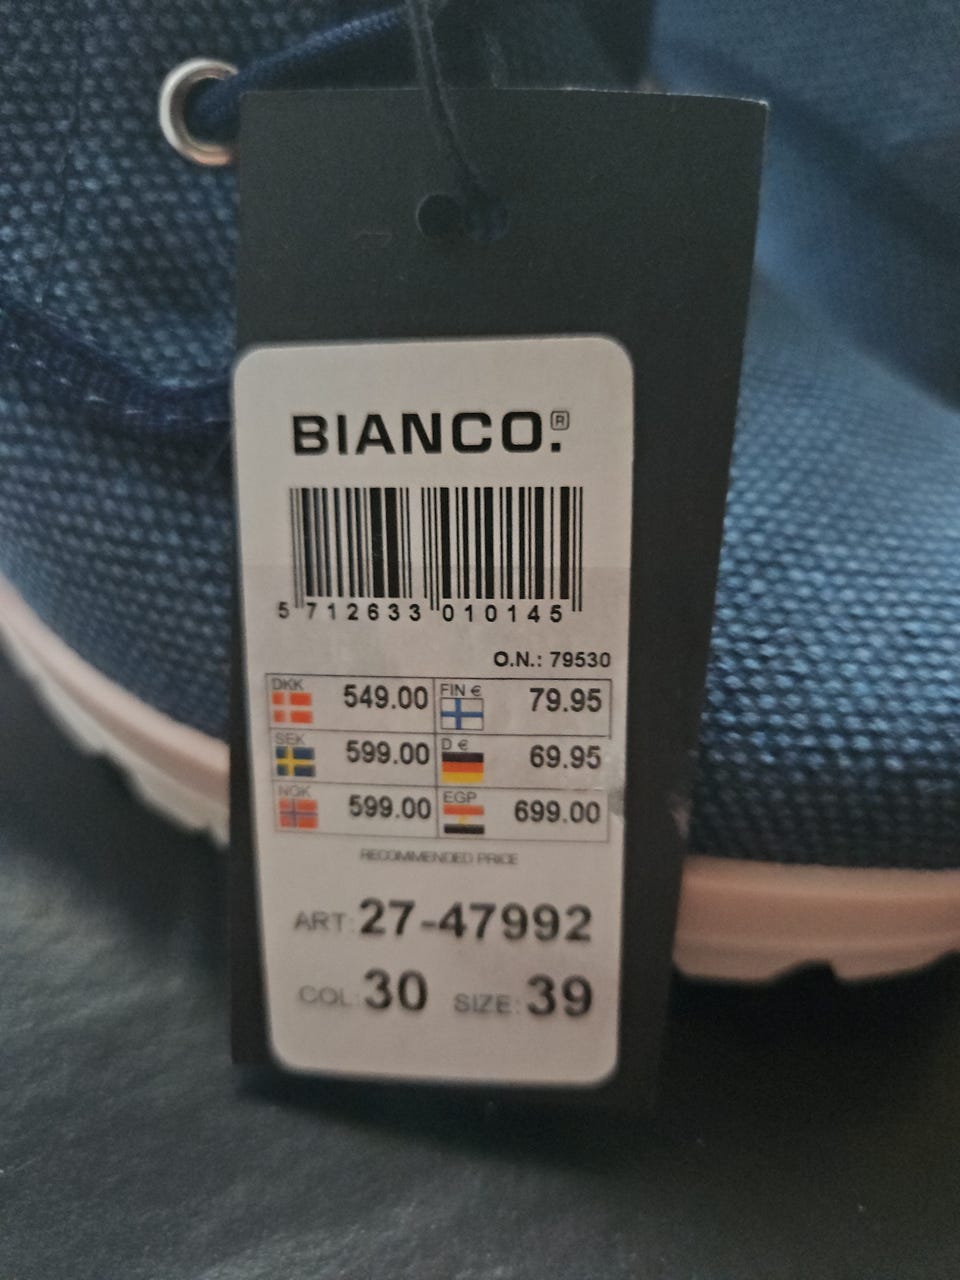 BIANCO.®
5 712633 010145
O.N.: 79530
DKK 549.00 FIN € 79.95
SEK 599.00 D € 69.95
NOK 599.00 EGP 699.00
RECOMMENDED PRICE
ART: 27-47992
COL: 30 SIZE: 39